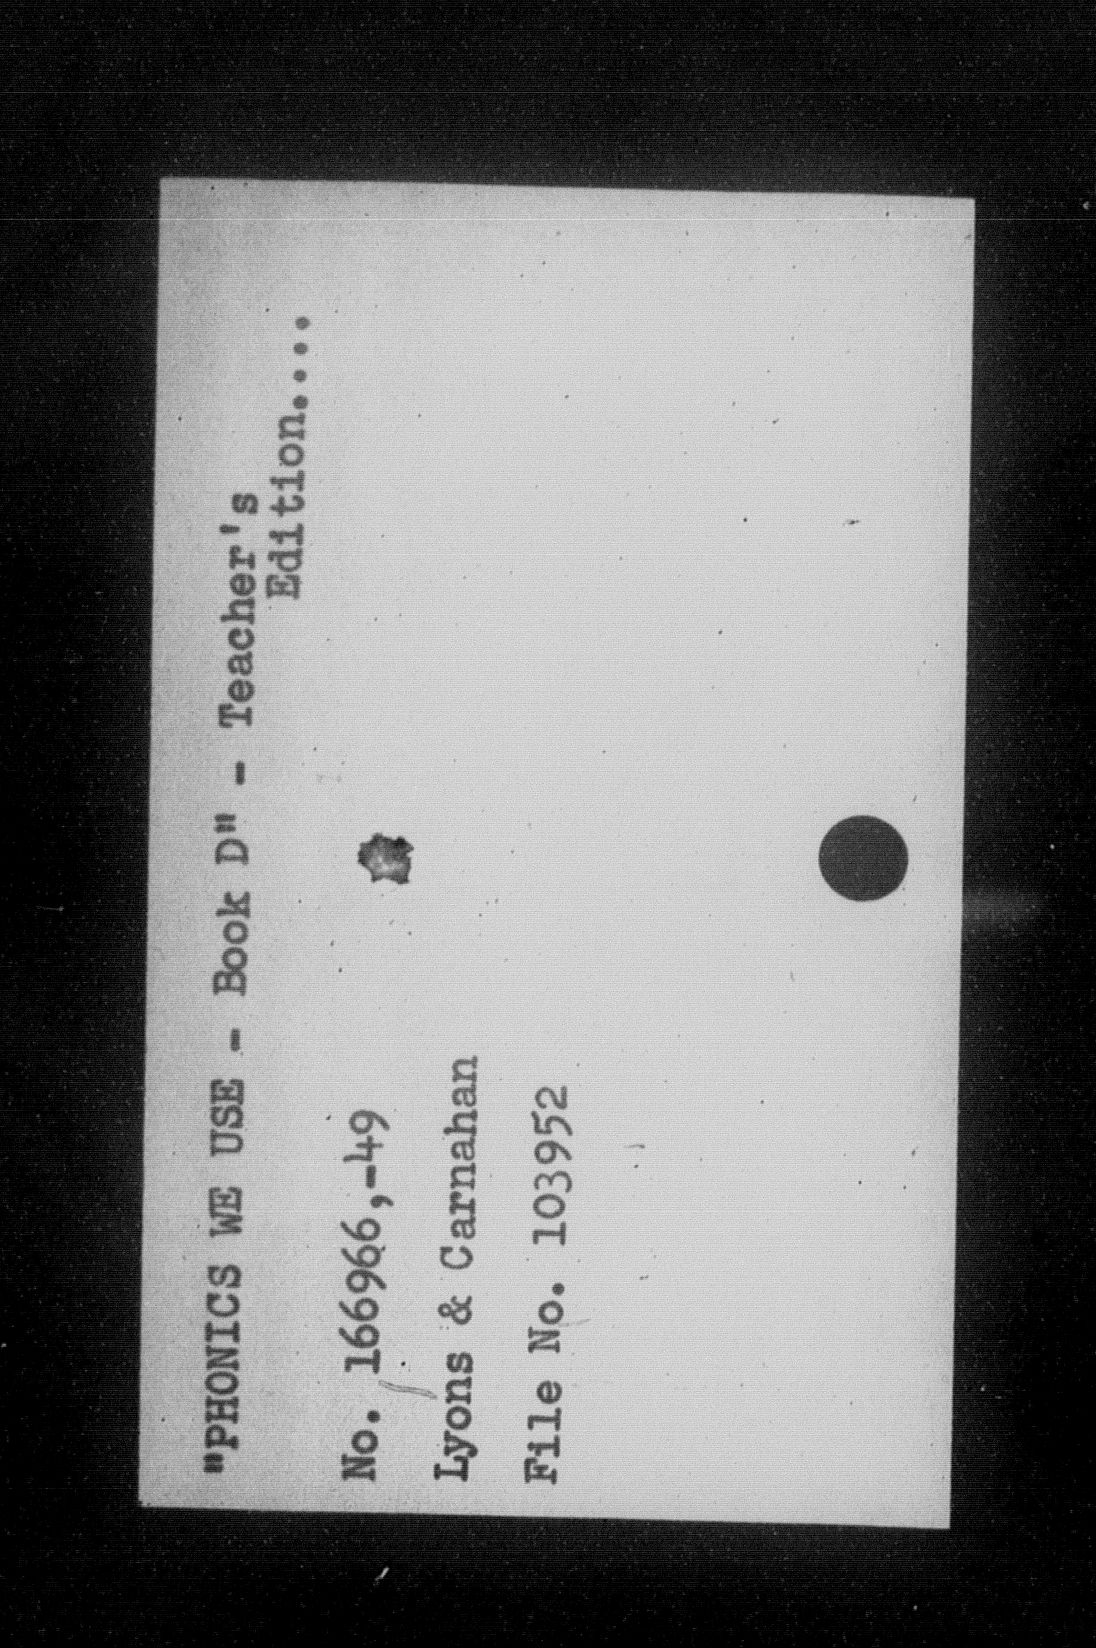 "PHONICS WE USE - Book D" - Teacher's
Edition....
No. 166966,-49
Lyons & Carnahan
File No. 103952